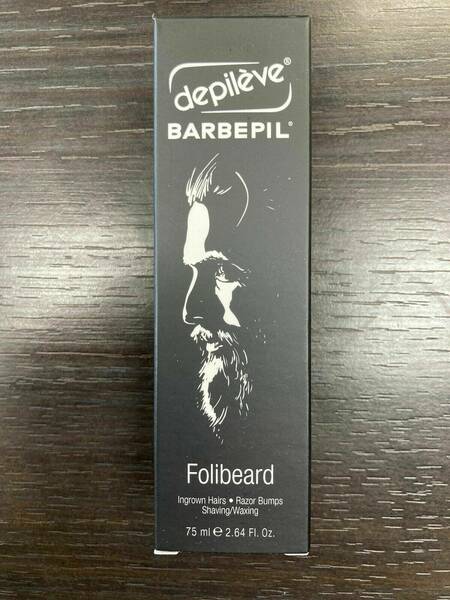 depilève®
BARBEPIL®
Folibeard
Ingrown Hairs • Razor Bumps
Shaving/Waxing
75 ml ℮ 2.64 Fl. Oz.